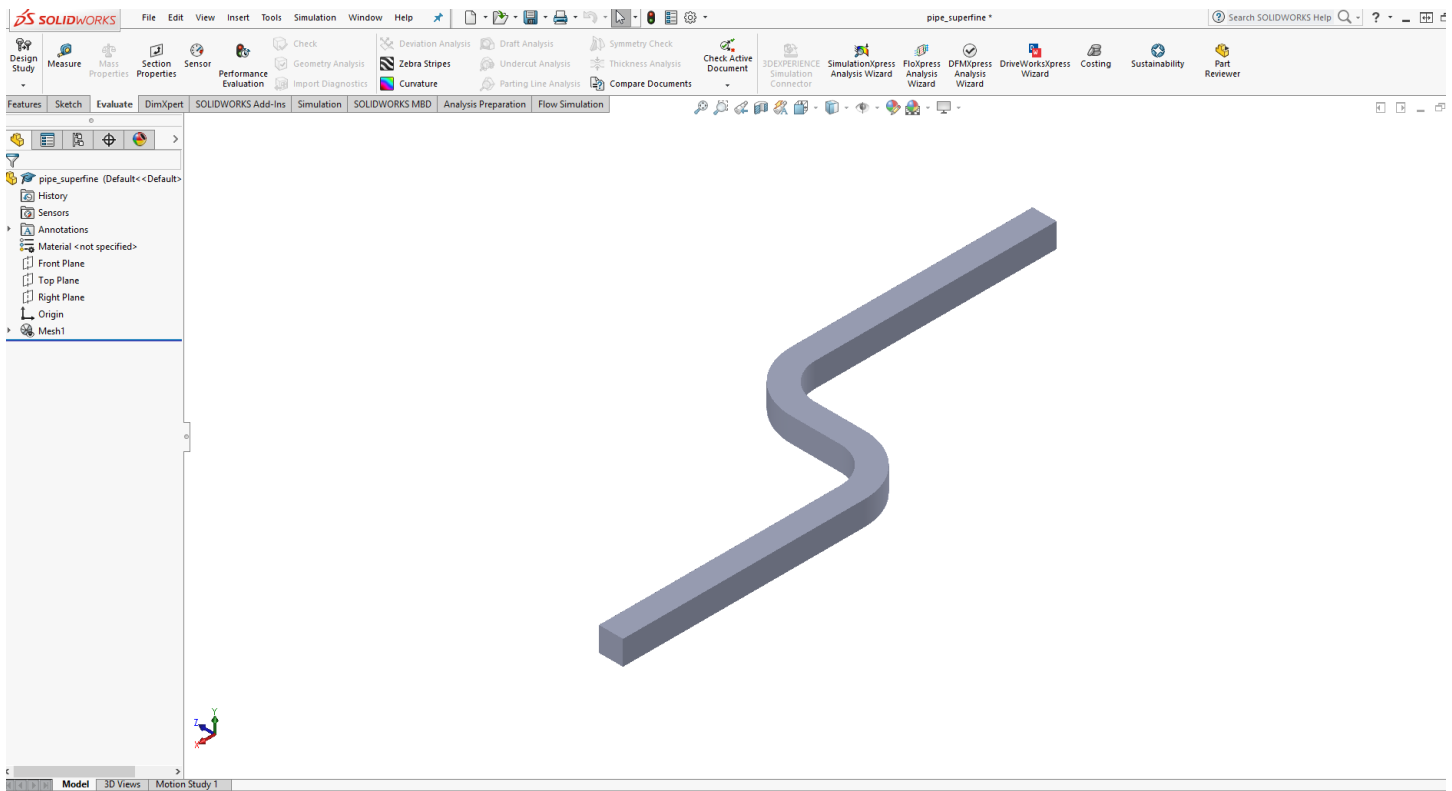 SOLIDWORKS File Edit View Insert Tools Simulation Window Help pipe_superfine * Search SOLIDWORKS Help ?
Design Study
Measure
Mass Properties
Section Properties
Sensor
Performance Evaluation
Check
Geometry Analysis
Import Diagnostics
Deviation Analysis
Zebra Stripes
Curvature
Draft Analysis
Undercut Analysis
Parting Line Analysis
Symmetry Check
Thickness Analysis
Compare Documents
Check Active Document
3DEXPERIENCE Simulation Connector
SimulationXpress Analysis Wizard
FloXpress Analysis Wizard
DFMXpress Analysis Wizard
DriveWorksXpress Wizard
Costing
Sustainability
Part Reviewer
Features Sketch Evaluate DimXpert SOLIDWORKS Add-Ins Simulation SOLIDWORKS MBD Analysis Preparation Flow Simulation
pipe_superfine (Default<<Default>
History
Sensors
Annotations
Material <not specified>
Front Plane
Top Plane
Right Plane
Origin
Mesh1
Y
Z
X
Model 3D Views Motion Study 1